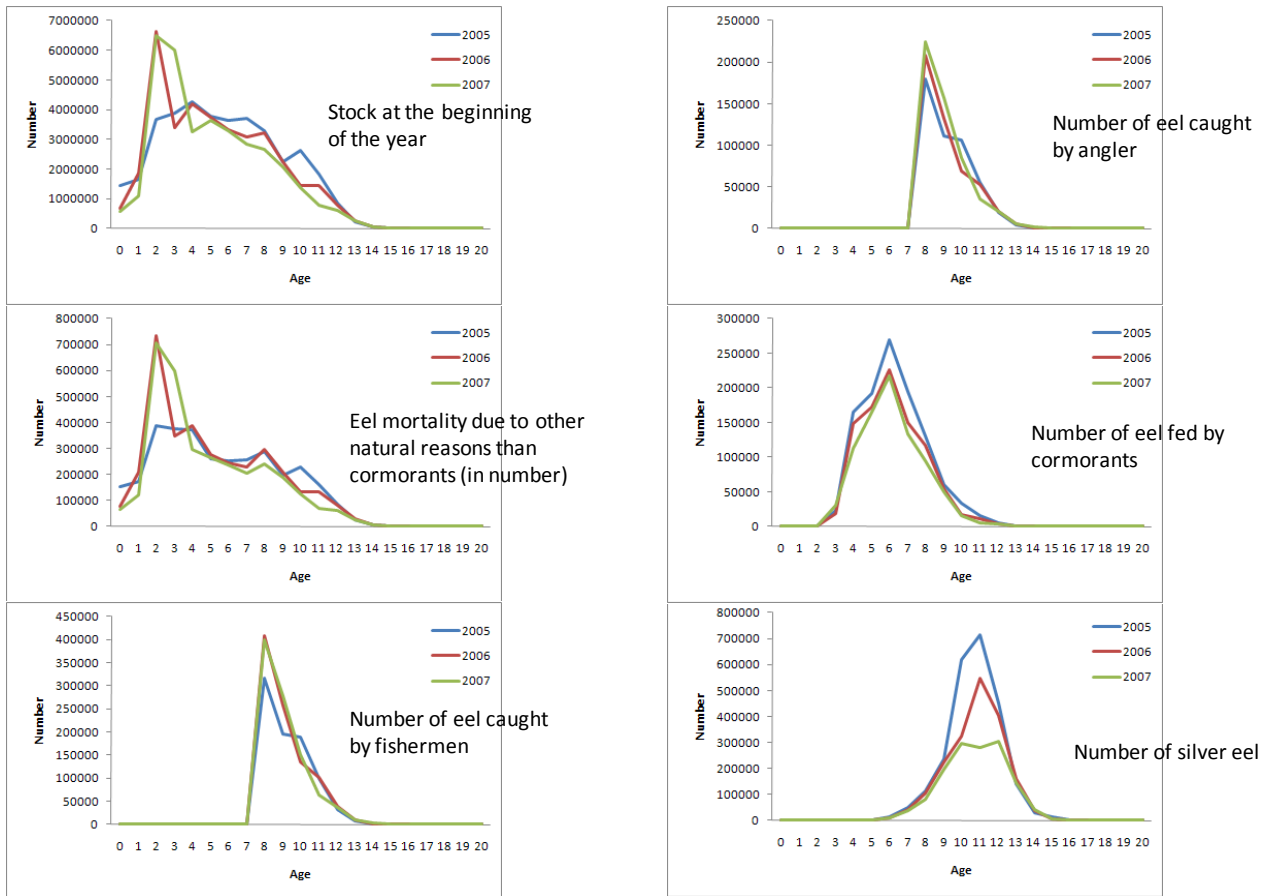 7000000
6000000
5000000
4000000
3000000
2000000
1000000
0
Number
2005
2006
2007
Stock at the beginning
of the year
0 1 2 3 4 5 6 7 8 9 10 11 12 13 14 15 16 17 18 19 20
Age
250000
200000
150000
100000
50000
0
Number
2005
2006
2007
Number of eel caught
by angler
0 1 2 3 4 5 6 7 8 9 10 11 12 13 14 15 16 17 18 19 20
Age
800000
700000
600000
500000
400000
300000
200000
100000
0
Number
2005
2006
2007
Eel mortality due to other
natural reasons than
cormorants (in number)
0 1 2 3 4 5 6 7 8 9 10 11 12 13 14 15 16 17 18 19 20
Age
300000
250000
200000
150000
100000
50000
0
Number
2005
2006
2007
Number of eel fed by
cormorants
0 1 2 3 4 5 6 7 8 9 10 11 12 13 14 15 16 17 18 19 20
Age
450000
400000
350000
300000
250000
200000
150000
100000
50000
0
Number
2005
2006
2007
Number of eel caught
by fishermen
0 1 2 3 4 5 6 7 8 9 10 11 12 13 14 15 16 17 18 19 20
Age
800000
700000
600000
500000
400000
300000
200000
100000
0
Number
2005
2006
2007
Number of silver eel
0 1 2 3 4 5 6 7 8 9 10 11 12 13 14 15 16 17 18 19 20
Age